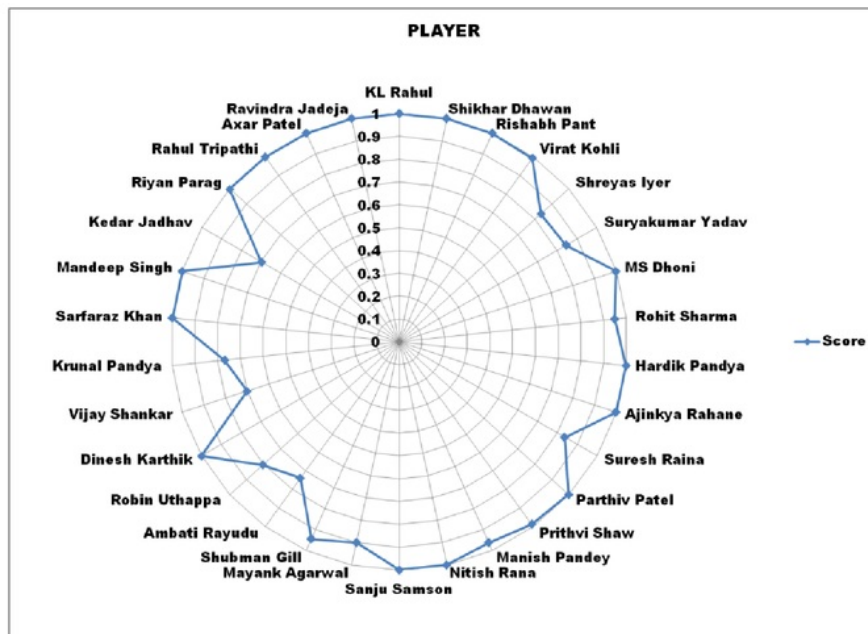 PLAYER
KL Rahul
Shikhar Dhawan
Rishabh Pant
Virat Kohli
Shreyas Iyer
Suryakumar Yadav
MS Dhoni
Rohit Sharma
Hardik Pandya
Ajinkya Rahane
Suresh Raina
Parthiv Patel
Prithvi Shaw
Manish Pandey
Nitish Rana
Sanju Samson
Mayank Agarwal
Shubman Gill
Ambati Rayudu
Robin Uthappa
Dinesh Karthik
Vijay Shankar
Krunal Pandya
Sarfaraz Khan
Mandeep Singh
Kedar Jadhav
Riyan Parag
Rahul Tripathi
Axar Patel
Ravindra Jadeja
1
0.9
0.8
0.7
0.6
0.5
0.4
0.3
0.2
0.1
0
Score